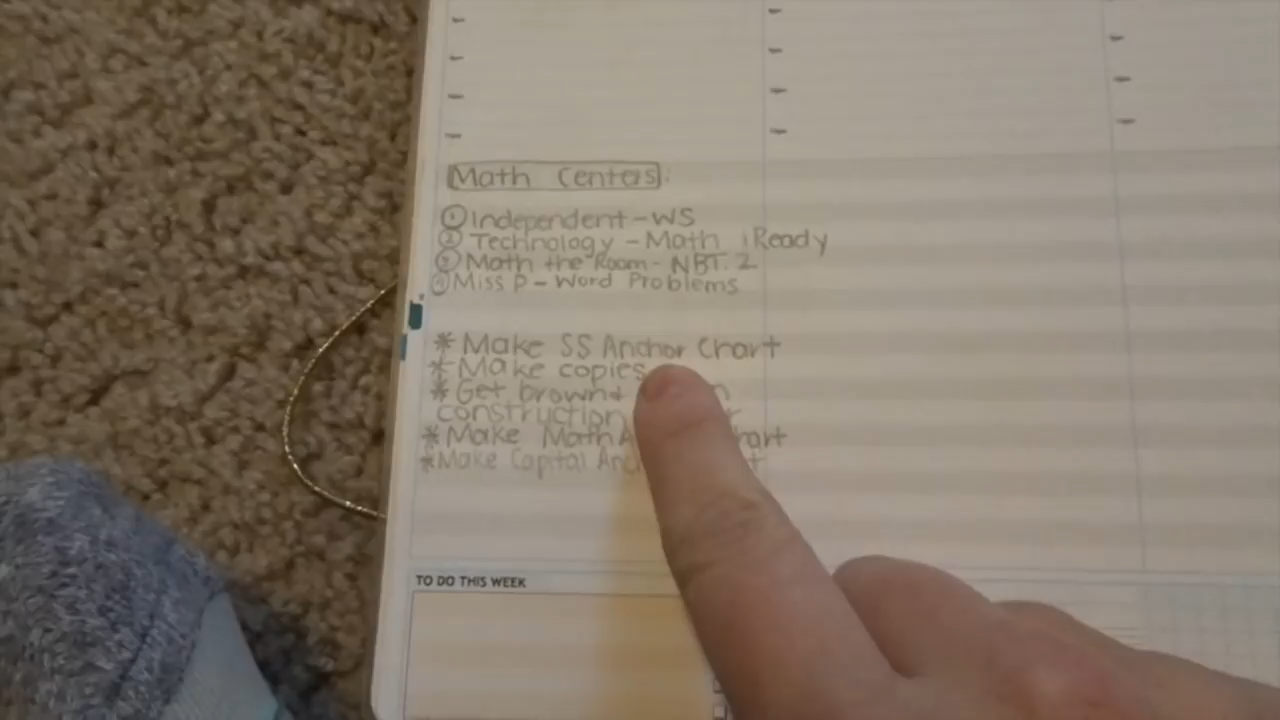 Math Centers:
① Independent - WS
② Technology - Math iReady
③ Math the Room - NBT. 2
④ Miss P - Word Problems
* Make SS Anchor Chart
* Make copies
* Get brown +
construction
* Make Math
* Make Capital
TO DO THIS WEEK